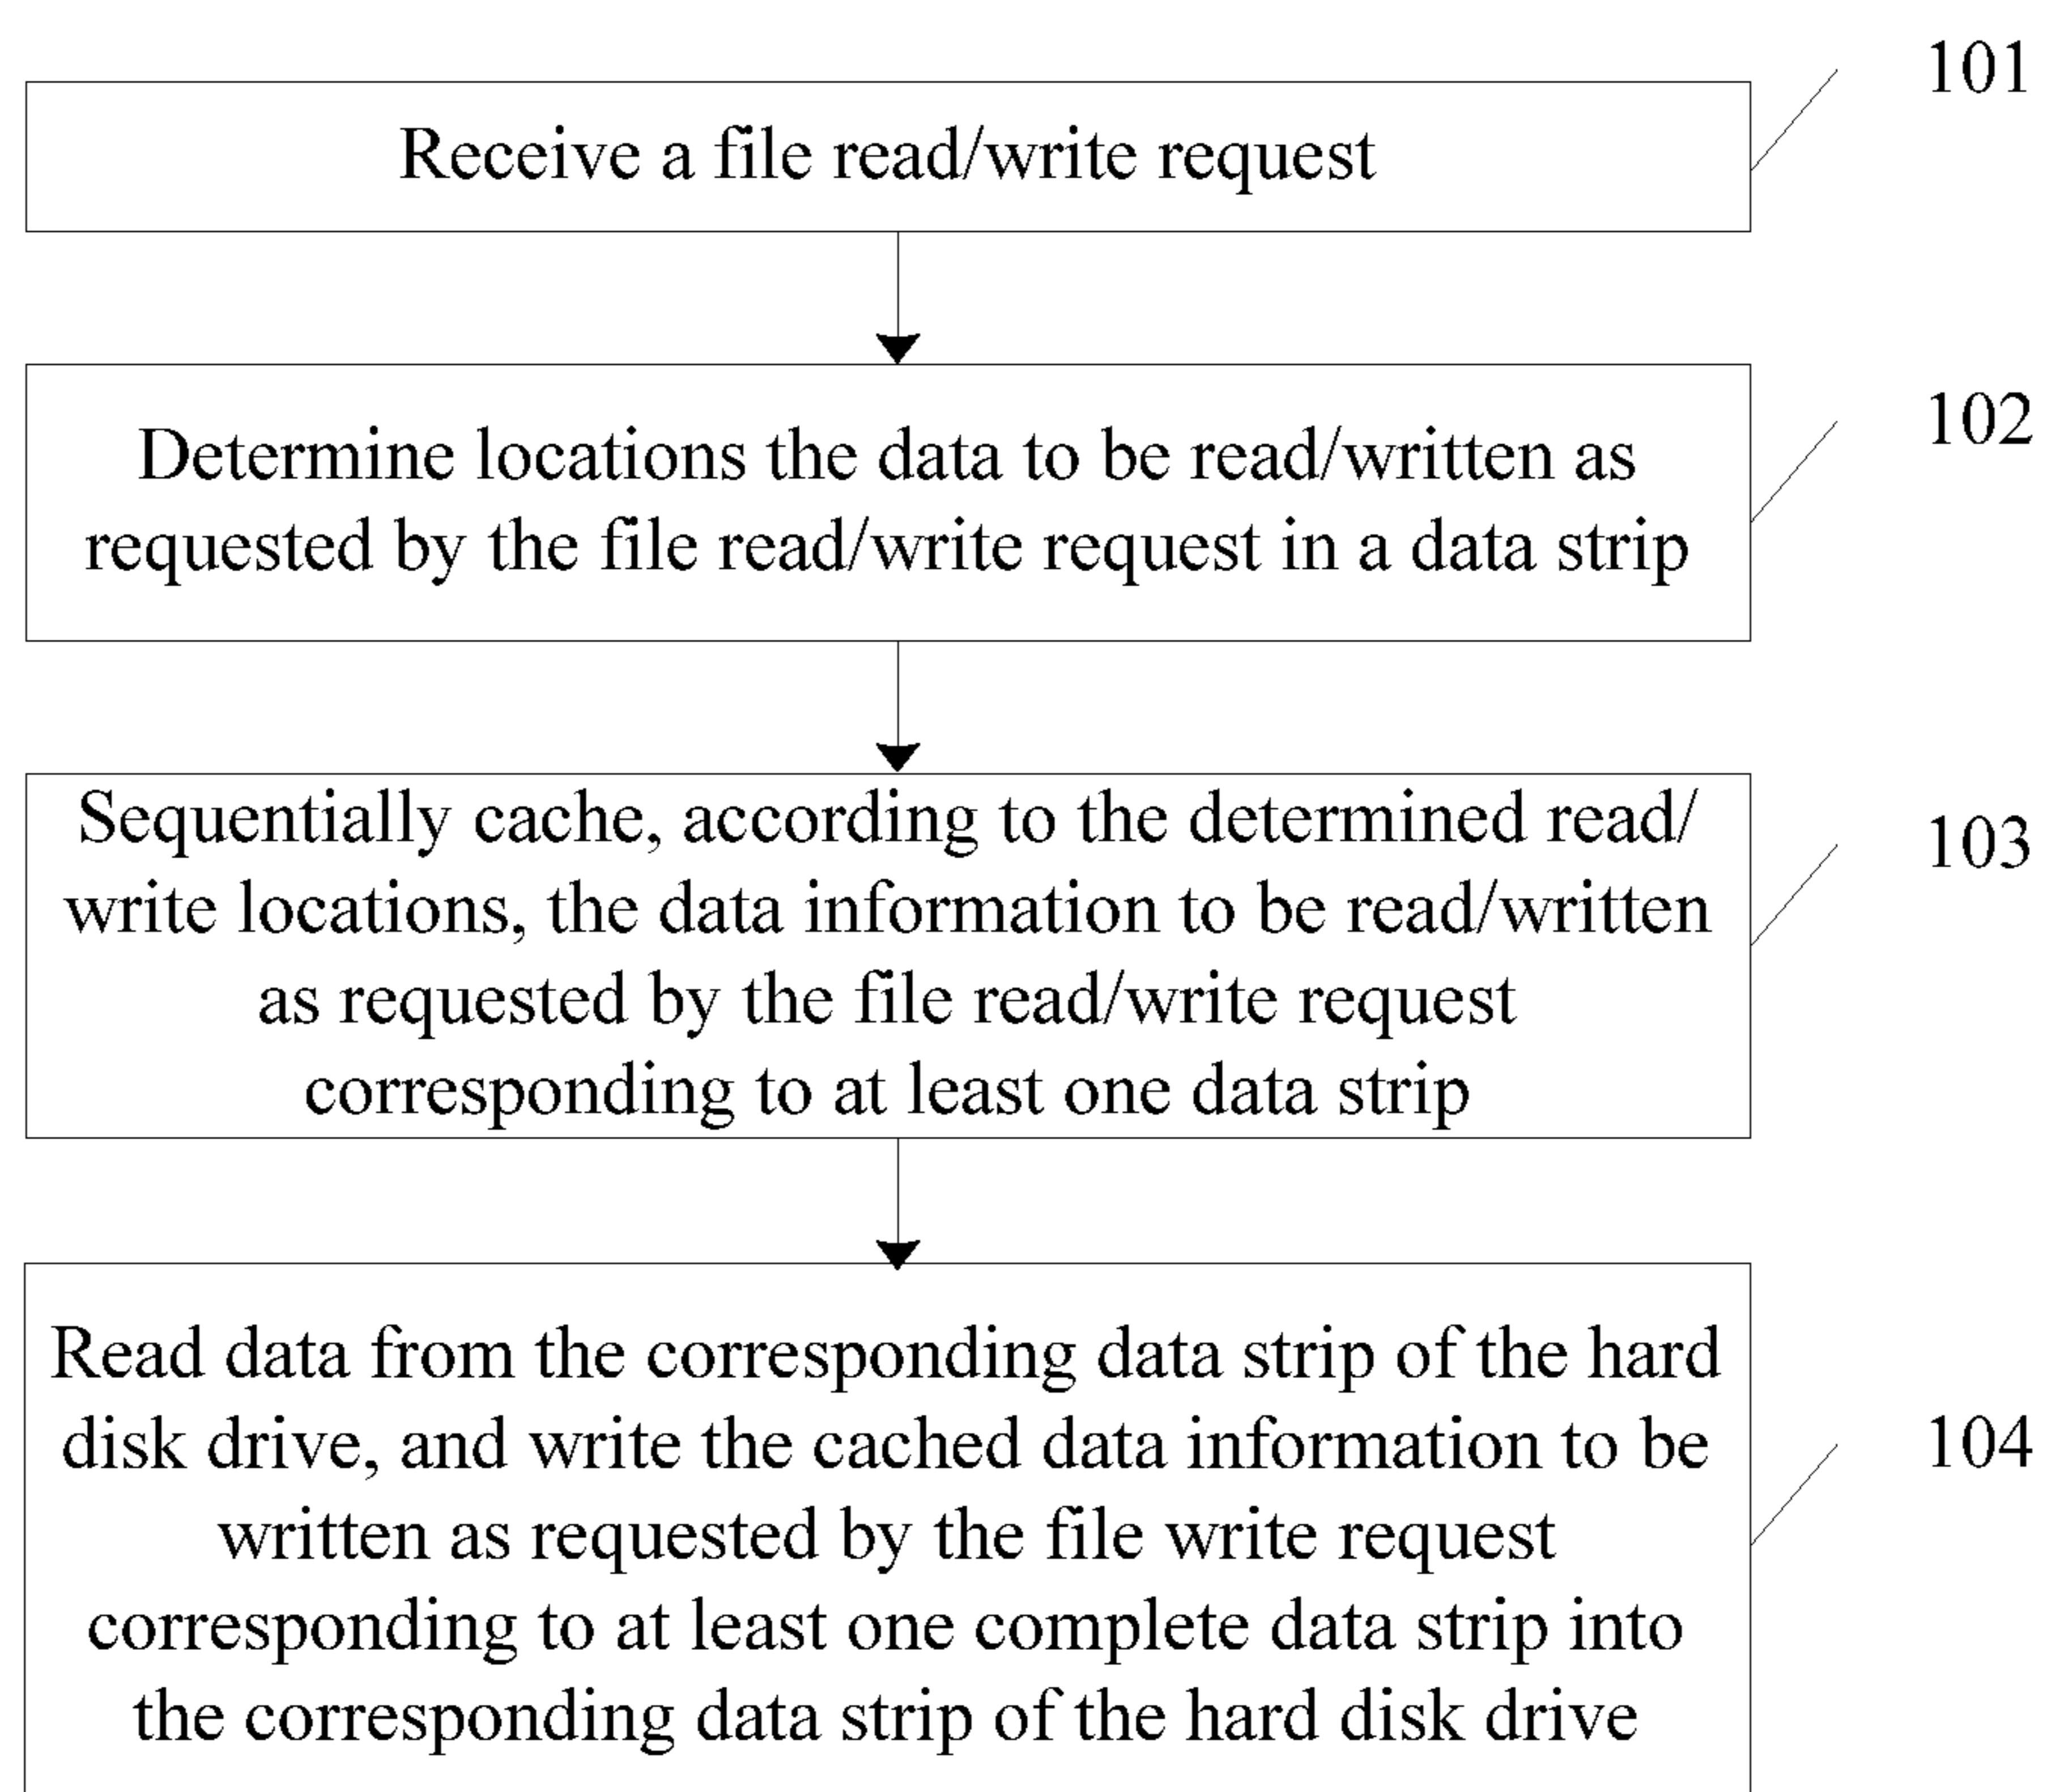 101
Receive a file read/write request
102
Determine locations the data to be read/written as
requested by the file read/write request in a data strip
103
Sequentially cache, according to the determined read/
write locations, the data information to be read/written
as requested by the file read/write request
corresponding to at least one data strip
Read data from the corresponding data strip of the hard
disk drive, and write the cached data information to be
104
written as requested by the file write request
corresponding to at least one complete data strip into
the corresponding data strip of the hard disk drive